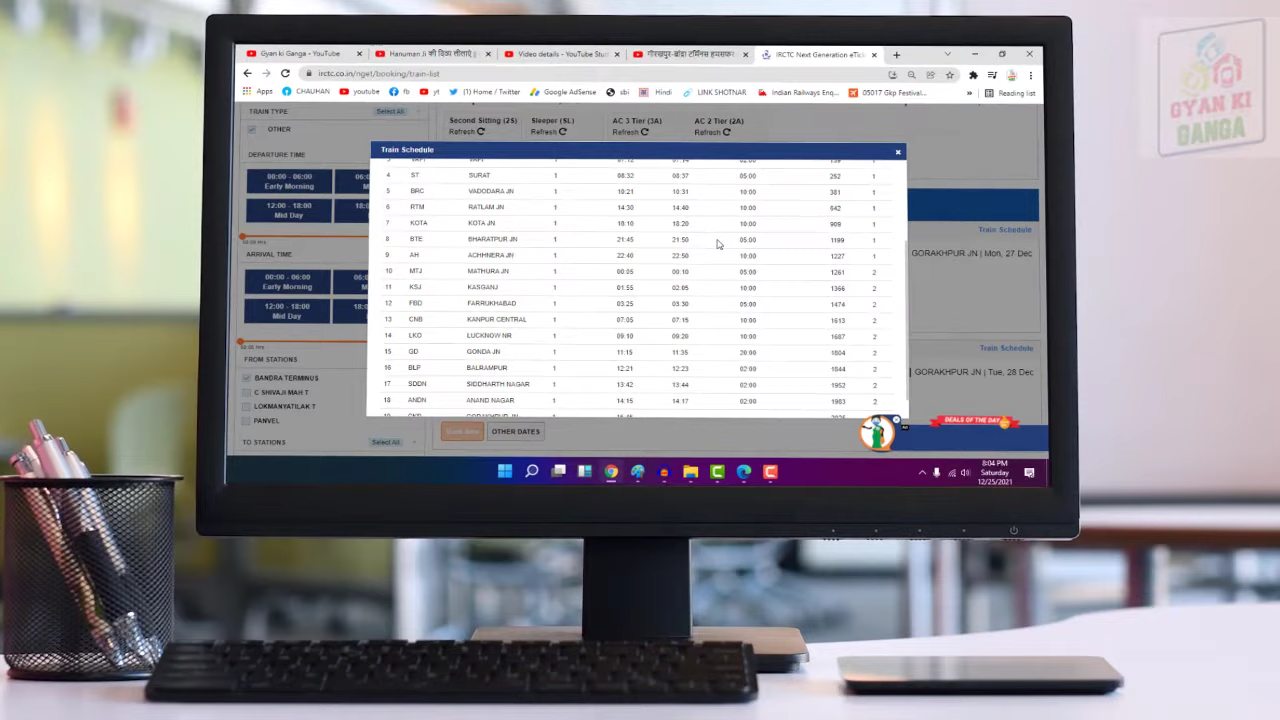 GYAN KI
GANGA
Gyan ki Ganga - YouTube
Hanuman Ji की दिव्य लीलाएं ||
Video details - YouTube Stud
गोरखपुर-बांद्रा टर्मिनस हमसफर
IRCTC Next Generation eTick
irctc.co.in/nget/booking/train-list
Apps CHAUHAN youtube fb yt (1) Home / Twitter Google AdSense sbi Hindi LINK SHOTNAR Indian Railways Enq... 05017 Gkp Festival... » Reading list
TRAIN TYPE Select All
OTHER
DEPARTURE TIME
00:00 - 06:00
Early Morning
12:00 - 18:00
Mid Day
ARRIVAL TIME
00:00 - 06:00
Early Morning
12:00 - 18:00
Mid Day
FROM STATIONS
BANDRA TERMINUS
C SHIVAJI MAH T
LOKMANYATILAK T
PANVEL
TO STATIONS Select All
Second Sitting (2S) Sleeper (SL) AC 3 Tier (3A) AC 2 Tier (2A)
Refresh Refresh Refresh Refresh
Train Schedule
4 ST SURAT 1 08:32 08:37 05:00 252 1
5 BRC VADODARA JN 1 10:21 10:31 10:00 381 1
6 RTM RATLAM JN 1 14:30 14:40 10:00 642 1
7 KOTA KOTA JN 1 18:10 18:20 10:00 909 1
8 BTE BHARATPUR JN 1 21:45 21:50 05:00 1199 1
9 AH ACHHNERA JN 1 22:40 22:50 10:00 1227 1
10 MTJ MATHURA JN 1 00:05 00:10 05:00 1261 2
11 KSJ KASGANJ 1 01:55 02:05 10:00 1366 2
12 FBD FARRUKHABAD 1 03:25 03:30 05:00 1474 2
13 CNB KANPUR CENTRAL 1 07:05 07:15 10:00 1613 2
14 LKO LUCKNOW NR 1 09:10 09:20 10:00 1687 2
15 GD GONDA JN 1 11:15 11:35 20:00 1804 2
16 BLP BALRAMPUR 1 12:21 12:23 02:00 1844 2
17 SDDN SIDDHARTH NAGAR 1 13:42 13:44 02:00 1952 2
18 ANDN ANAND NAGAR 1 14:15 14:17 02:00 1983 2
Train Schedule
GORAKHPUR JN | Mon, 27 Dec
Train Schedule
GORAKHPUR JN | Tue, 28 Dec
Book Now OTHER DATES
DEALS OF THE DAY
8:04 PM
Saturday
12/25/2021